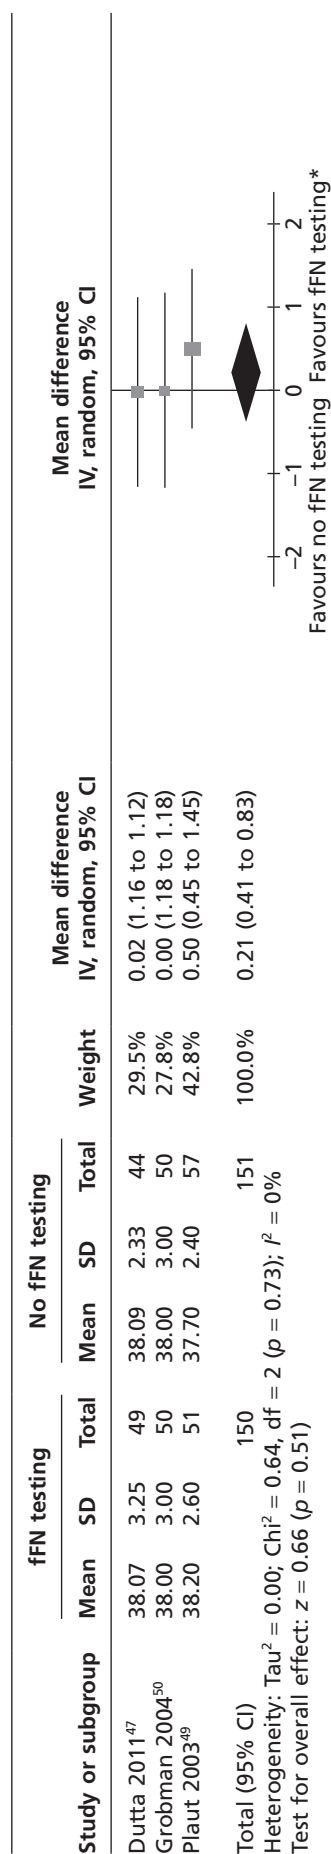 fFN testing No fFN testing Mean difference Mean difference
Study or subgroup Mean SD Total Mean SD Total Weight IV, random, 95% CI IV, random, 95% CI
Dutta 2011⁴⁷ 38.07 3.25 49 38.09 2.33 44 29.5% 0.02 (1.16 to 1.12)
Grobman 2004⁵⁰ 38.00 3.00 50 38.00 3.00 50 27.8% 0.00 (1.18 to 1.18)
Plaut 2003⁴⁹ 38.20 2.60 51 37.70 2.40 57 42.8% 0.50 (0.45 to 1.45)
Total (95% CI) 150 151 100.0% 0.21 (0.41 to 0.83)
Heterogeneity: Tau² = 0.00; Chi² = 0.64, df = 2 (p = 0.73); I² = 0%
Test for overall effect: z = 0.66 (p = 0.51)
−2 −1 0 1 2
Favours no fFN testing Favours fFN testing*